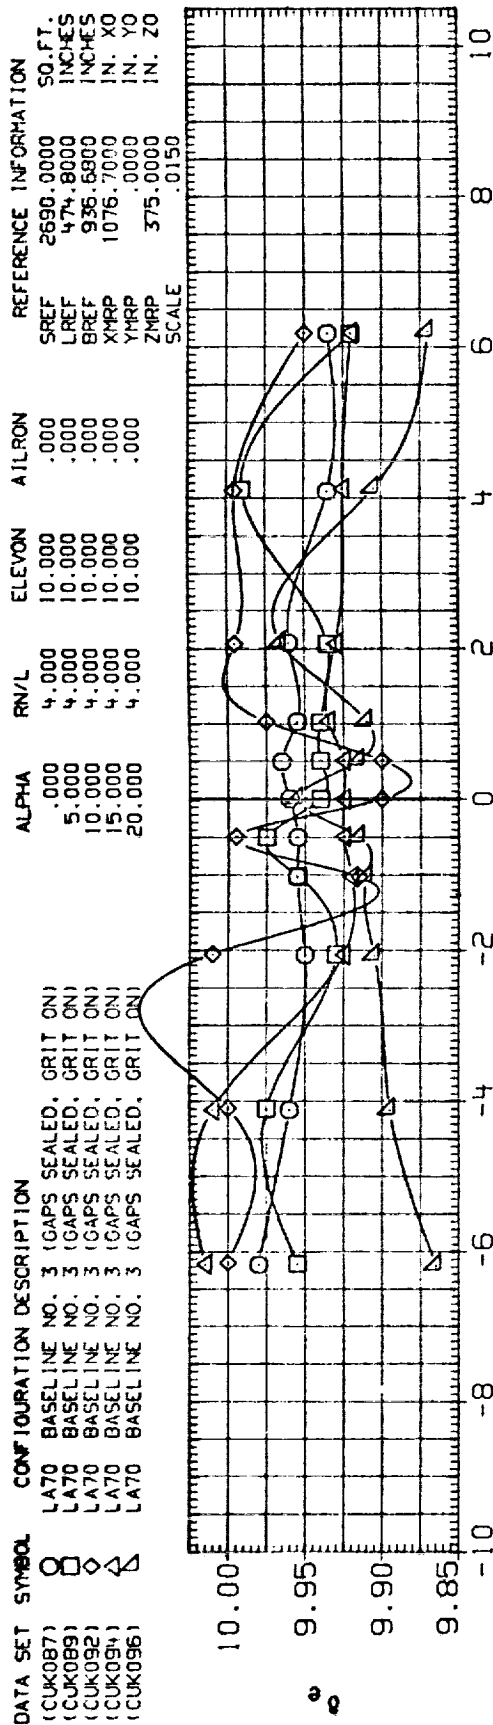 DATA SET SYMBOL CONFIGURATION DESCRIPTION ALPHA RN/L ELEVON AILRON REFERENCE INFORMATION
(CUK087) LA70 BASELINE NO. 3 (GAPS SEALED, GRIT ON) .000 4.000 10.000 .000 SREF 2690.0000 SQ.FT.
(CUK089) LA70 BASELINE NO. 3 (GAPS SEALED, GRIT ON) 5.000 4.000 10.000 .000 LREF 474.8000 INCHES
(CUK092) LA70 BASELINE NO. 3 (GAPS SEALED, GRIT ON) 10.000 4.000 10.000 .000 BREF 936.6800 INCHES
(CUK094) LA70 BASELINE NO. 3 (GAPS SEALED, GRIT ON) 15.000 4.000 10.000 .000 XMRP 1076.7000 IN. XO
(CUK096) LA70 BASELINE NO. 3 (GAPS SEALED, GRIT ON) 20.000 4.000 10.000 .000 YMRP .0000 IN. YO
ZMRP 375.0000 IN. ZO
SCALE .0150
10.00
9.95
9.90
9.85
δe
-10 -8 -6 -4 -2 0 2 4 6 8 10